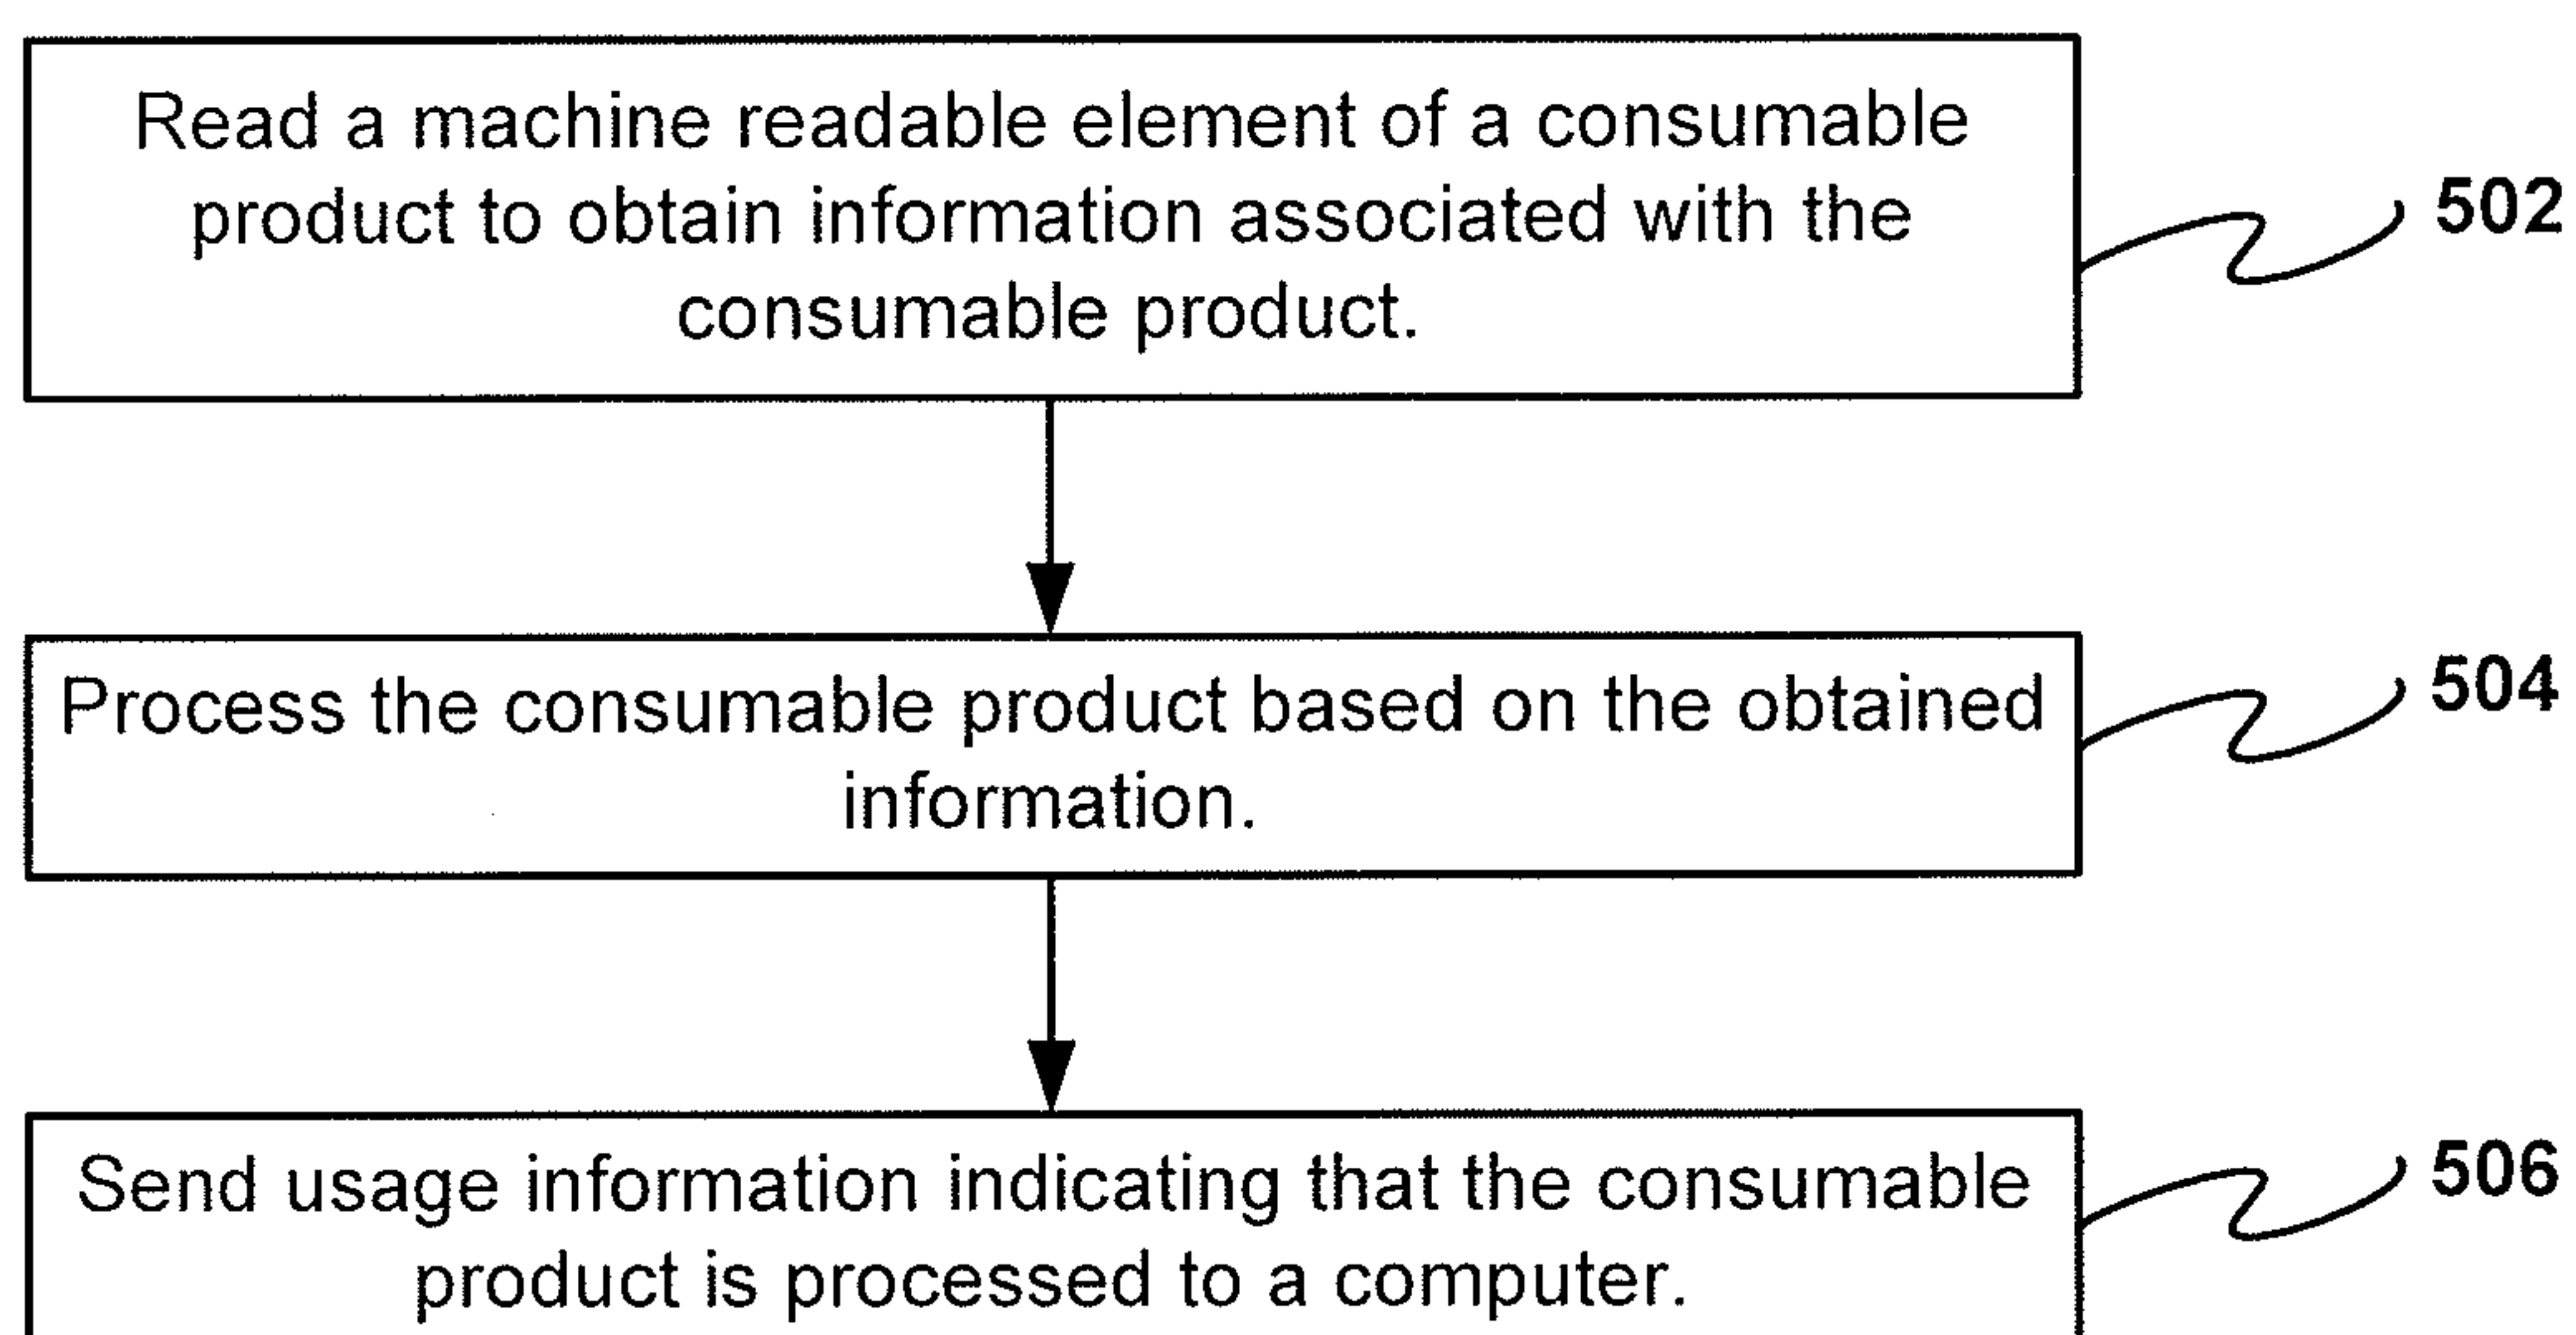 Read a machine readable element of a consumable
product to obtain information associated with the
consumable product.
502
Process the consumable product based on the obtained
information.
504
Send usage information indicating that the consumable
product is processed to a computer.
506